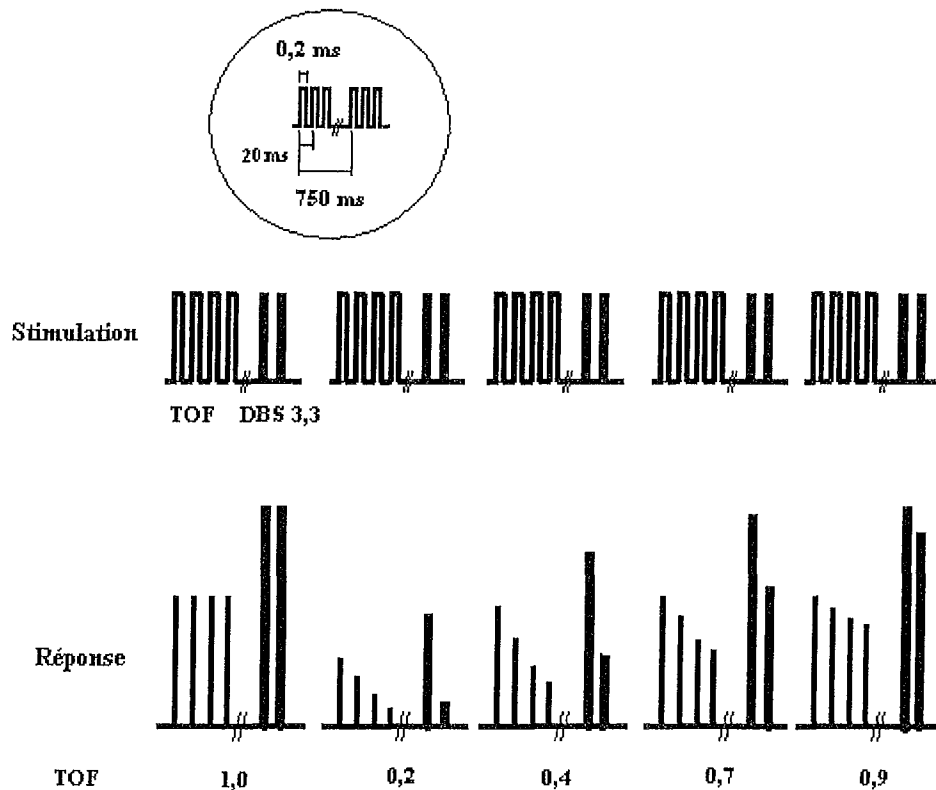 0,2 ms
20 ms
750 ms
Stimulation
TOF DBS 3,3
Réponse
TOF 1,0 0,2 0,4 0,7 0,9